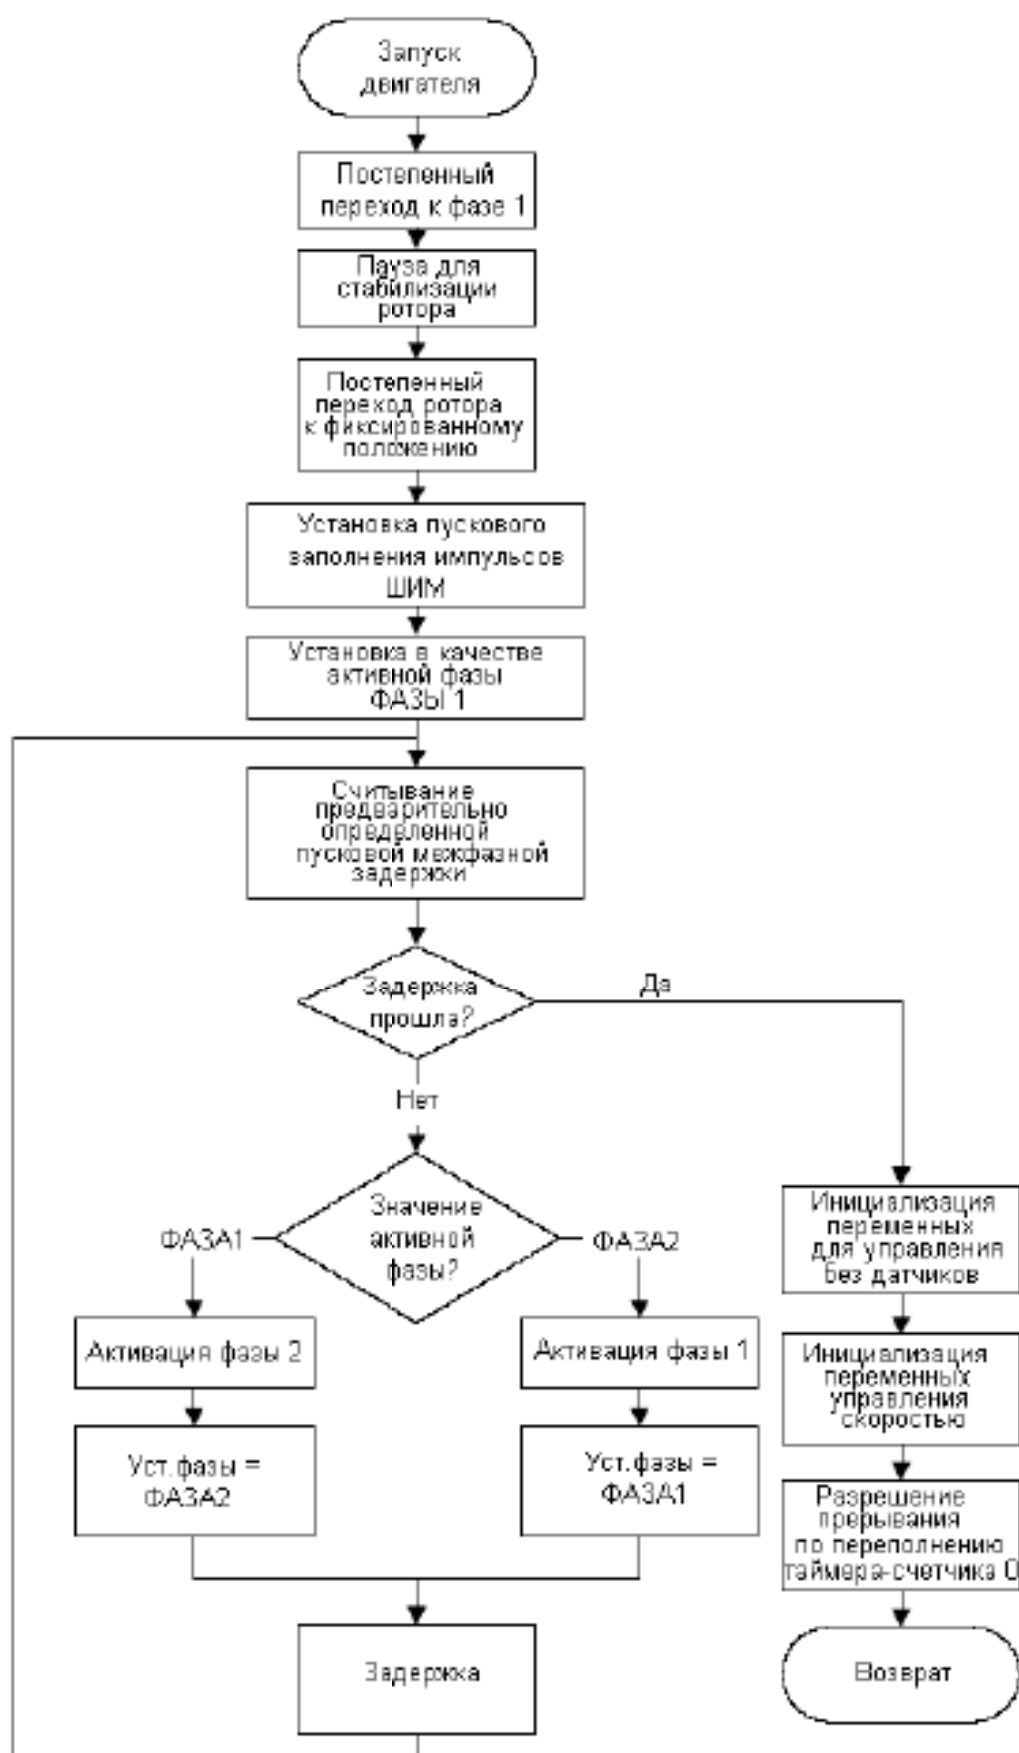 Запуск
двигателя
Постепенный
переход к фазе 1
Пауза для
стабилизации
ротора
Постепенный
переход ротора
к фиксированному
положению
Установка пускового
заполнения импульсов
ШИМ
Установка в качестве
активной фазы
ФАЗЫ 1
Считывание
предварительно
определенной
пусковой межфазной
задержки
Задержка
прошла?
Да
Нет
Значение
активной
фазы?
ФАЗА1
ФАЗА2
Активация фазы 2
Активация фазы 1
Уст.фазы =
ФАЗА2
Уст.фазы =
ФАЗА1
Задержка
Инициализация
переменных
для управления
без датчиков
Инициализация
переменных
управления
скоростью
Разрешение
прерывания
по переполнению
таймера-счетчика 0
Возврат